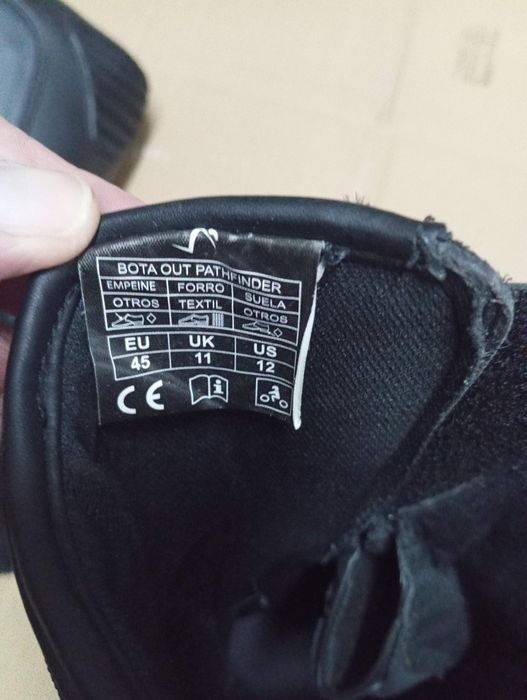 BOTA OUT PATHFINDER
EMPEINE FORRO SUELA
OTROS TEXTIL OTROS
EU UK US
45 11 12
CE
i